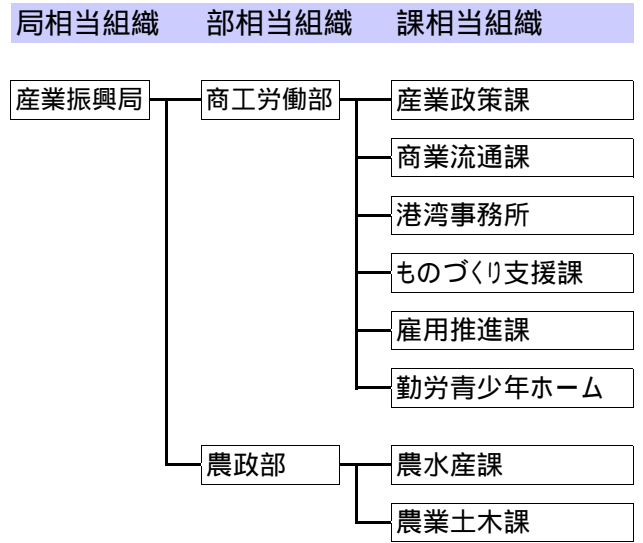 局相当組織 部相当組織 課相当組織
産業振興局 商工労働部 産業政策課
商業流通課
港湾事務所
ものづくり支援課
雇用推進課
勤労青少年ホーム
農政部 農水産課
農業土木課